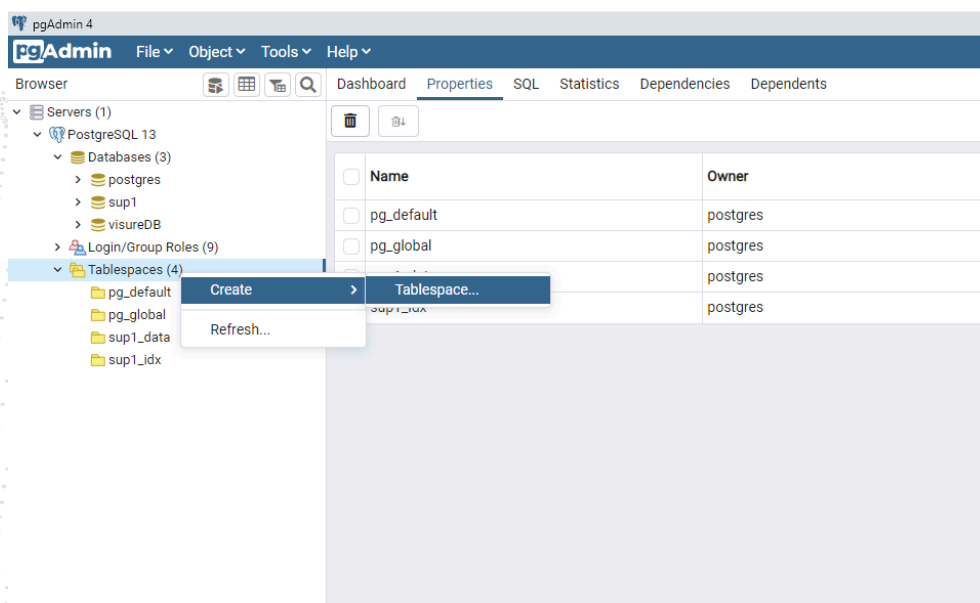 pgAdmin 4
pgAdmin File Object Tools Help
Browser
Dashboard Properties SQL Statistics Dependencies Dependents
Servers (1)
PostgreSQL 13
Databases (3)
postgres
sup1
visureDB
Login/Group Roles (9)
Tablespaces (4)
pg_default
pg_global
sup1_data
sup1_idx
Create
Tablespace...
Refresh...
Name Owner
pg_default postgres
pg_global postgres
postgres
sup1_idx postgres